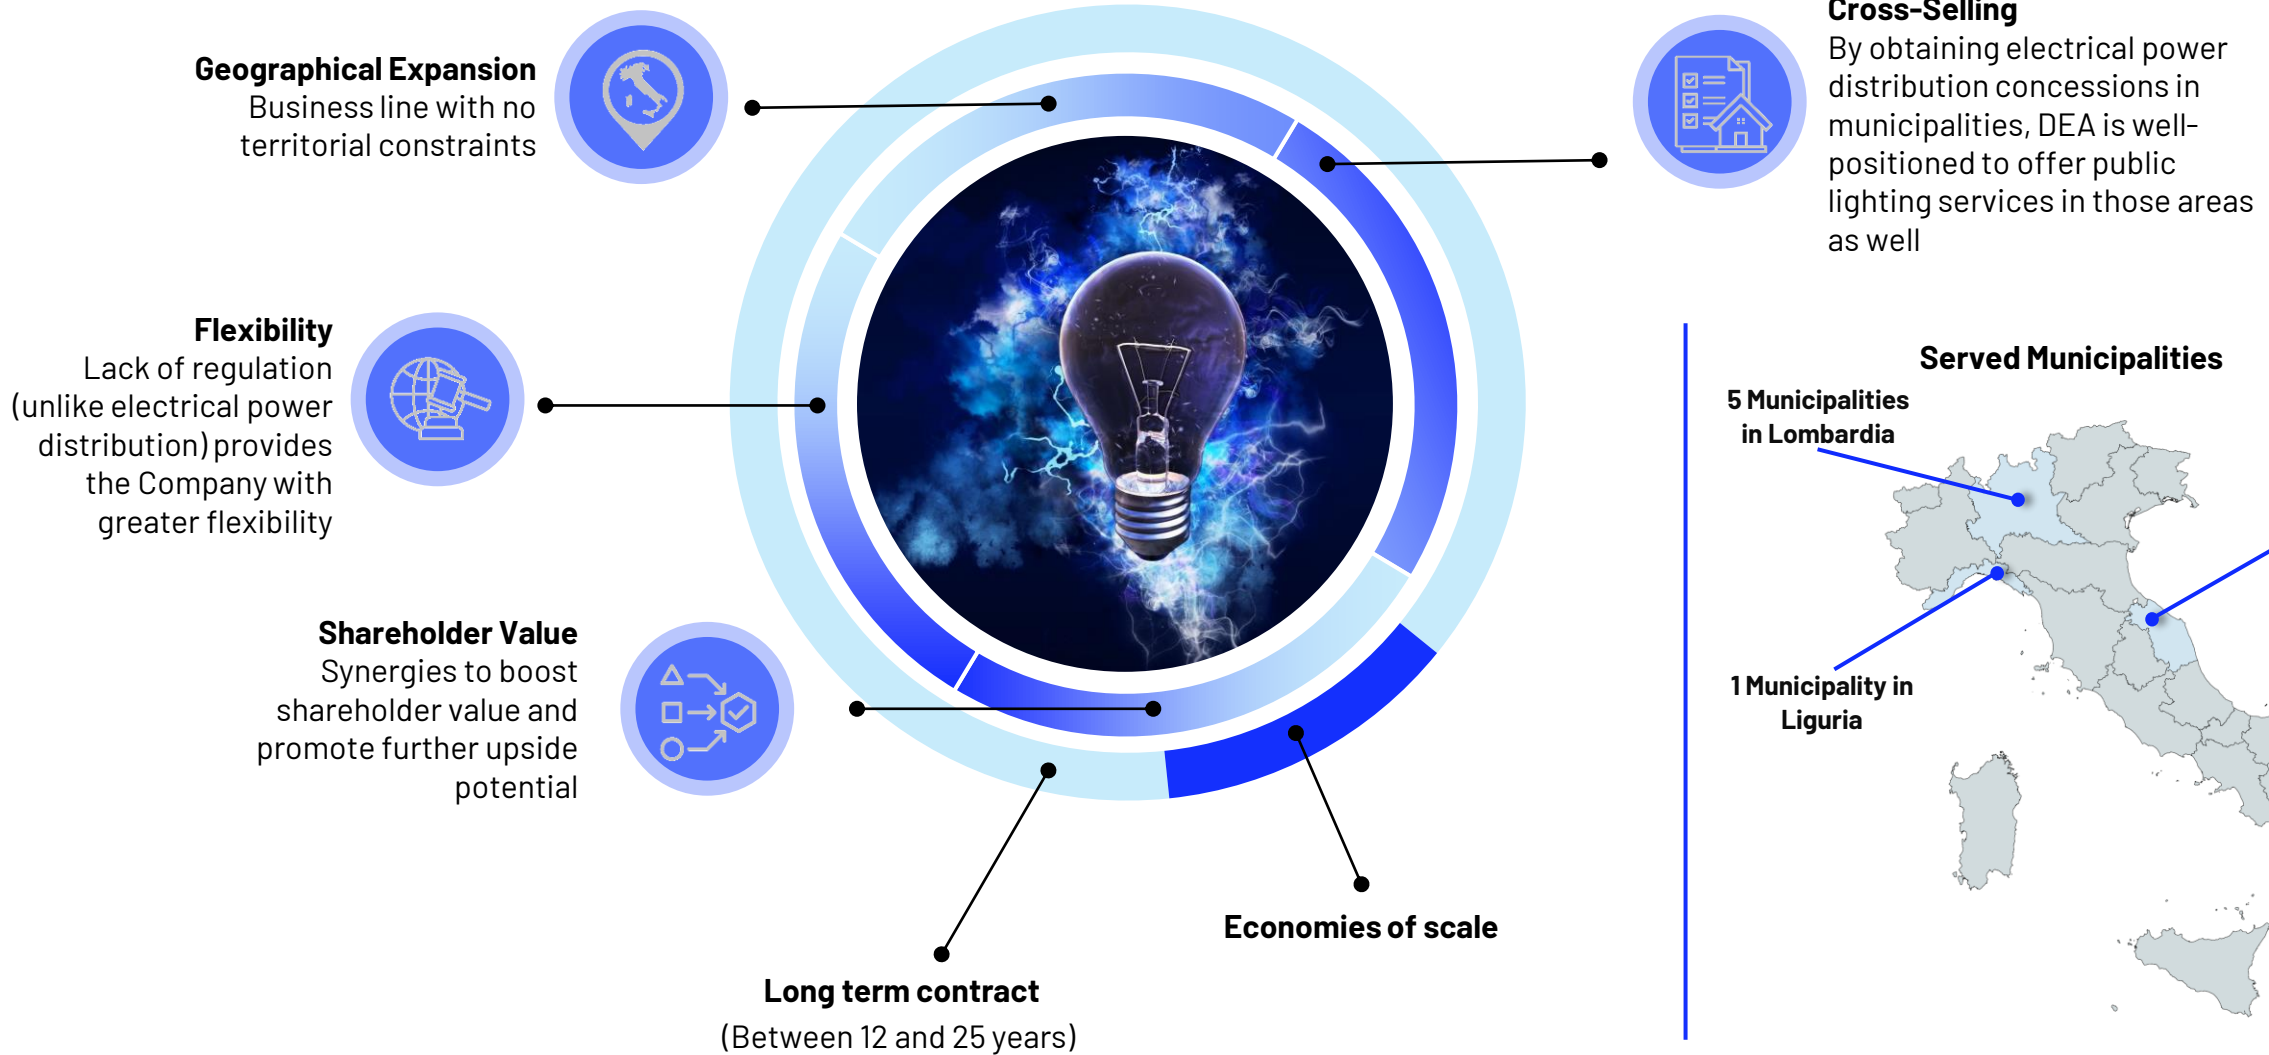 Geographical Expansion
Business line with no
territorial constraints
Flexibility
Lack of regulation
(unlike electrical power
distribution) provides
the Company with
greater flexibility
Shareholder Value
Synergies to boost
shareholder value and
promote further upside
potential
Long term contract
(Between 12 and 25 years)
Economies of scale
Cross-Selling
By obtaining electrical power
distribution concessions in
municipalities, DEA is well-
positioned to offer public
lighting services in those areas
as well
Served Municipalities
5 Municipalities
in Lombardia
1 Municipality in
Liguria